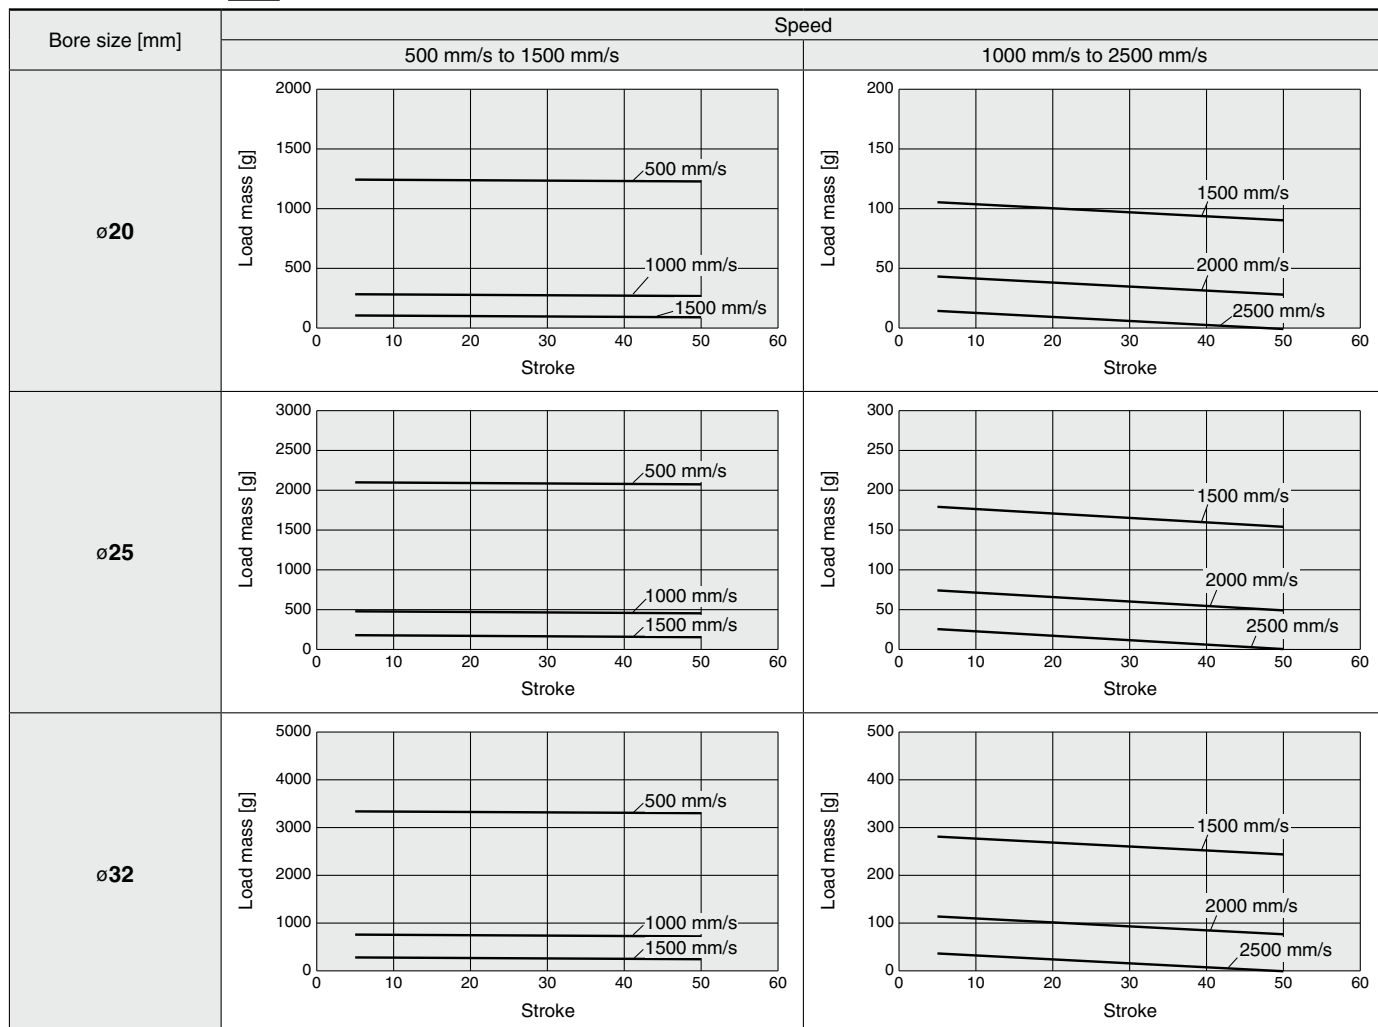 Bore size [mm]
Speed
500 mm/s to 1500 mm/s
1000 mm/s to 2500 mm/s
ø20
Load mass [g]
2000
1500
1000
500
0
500 mm/s
1000 mm/s
1500 mm/s
0 10 20 30 40 50 60
Stroke
Load mass [g]
200
150
100
50
0
1500 mm/s
2000 mm/s
2500 mm/s
0 10 20 30 40 50 60
Stroke
ø25
Load mass [g]
3000
2500
2000
1500
1000
500
0
500 mm/s
1000 mm/s
1500 mm/s
0 10 20 30 40 50 60
Stroke
Load mass [g]
300
250
200
150
100
50
0
1500 mm/s
2000 mm/s
2500 mm/s
0 10 20 30 40 50 60
Stroke
ø32
Load mass [g]
5000
4000
3000
2000
1000
0
500 mm/s
1000 mm/s
1500 mm/s
0 10 20 30 40 50 60
Stroke
Load mass [g]
500
400
300
200
100
0
1500 mm/s
2000 mm/s
2500 mm/s
0 10 20 30 40 50 60
Stroke